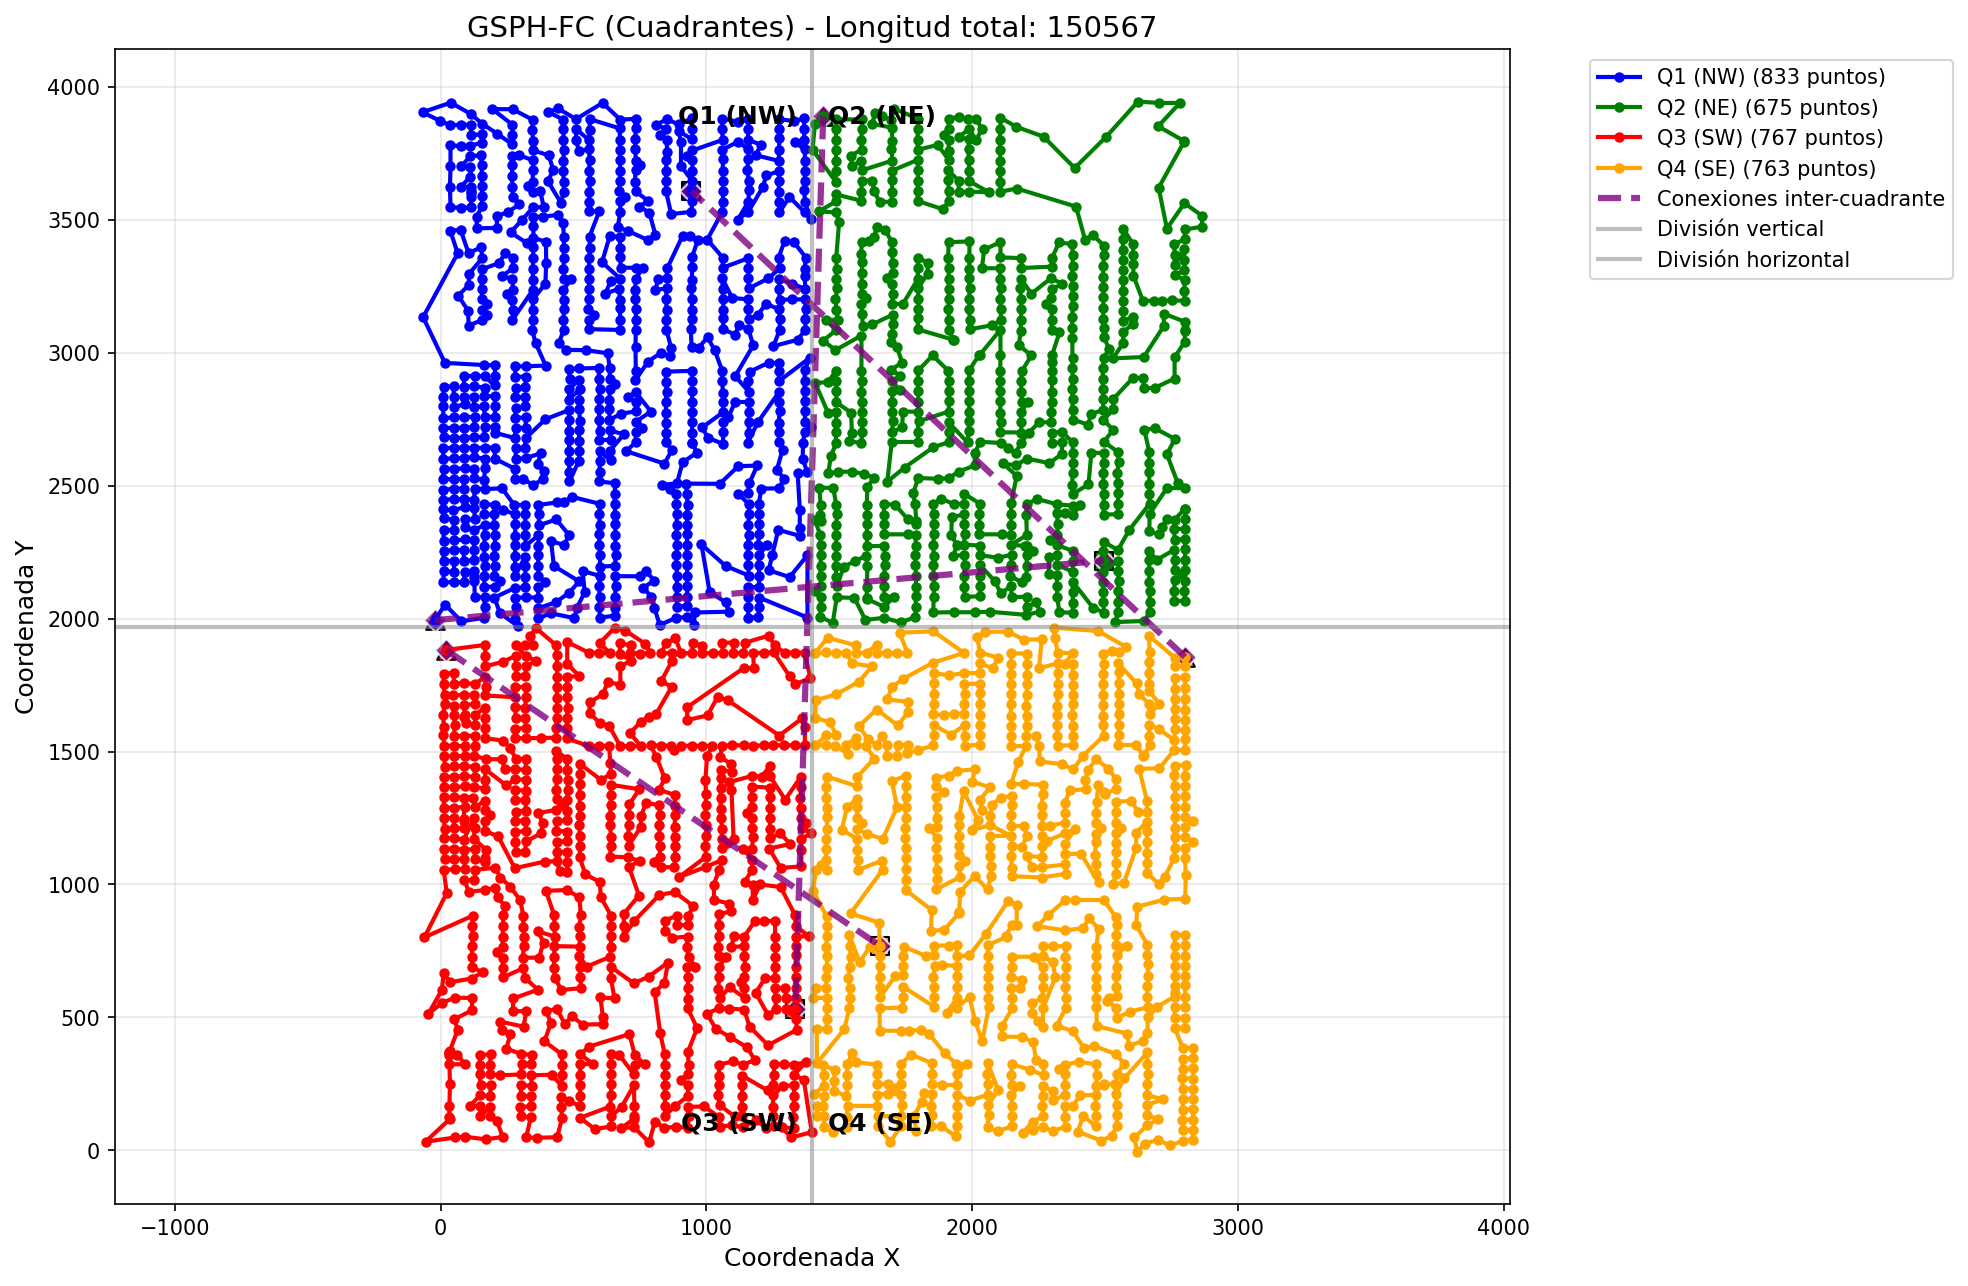 GSPH-FC (Cuadrantes) - Longitud total: 150567
Q1 (NW) (833 puntos)
Q2 (NE) (675 puntos)
Q3 (SW) (767 puntos)
Q4 (SE) (763 puntos)
Conexiones inter-cuadrante
División vertical
División horizontal
Q1 (NW)
Q2 (NE)
Q3 (SW)
Q4 (SE)
Coordenada Y
4000
3500
3000
2500
2000
1500
1000
500
0
−1000
0
1000
2000
3000
4000
Coordenada X